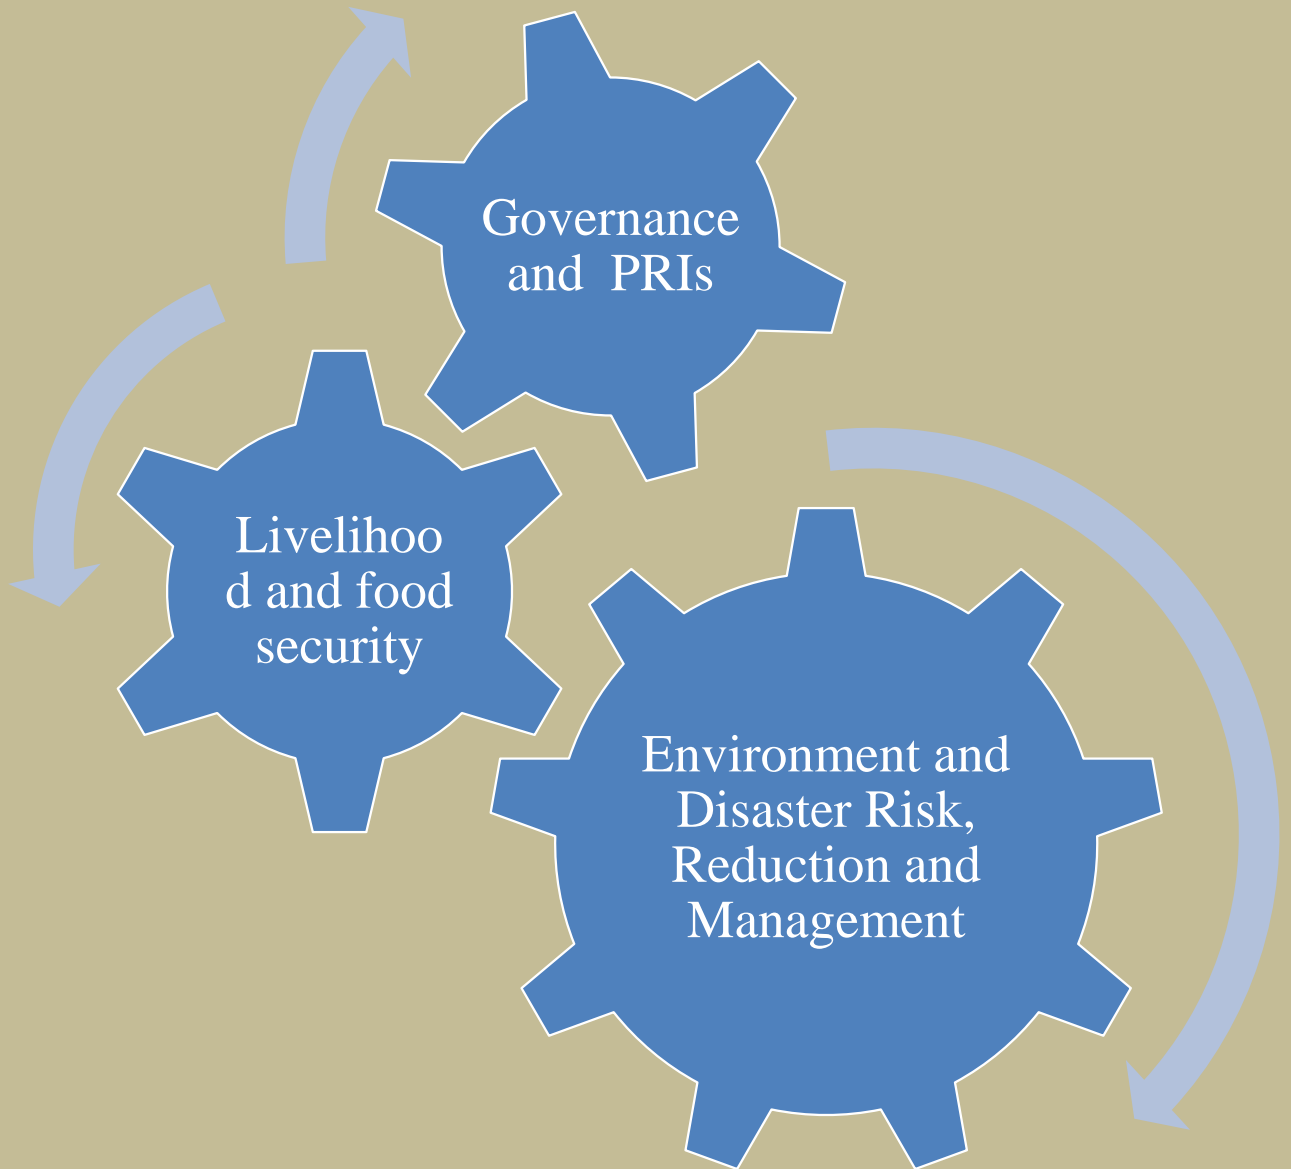 Governance
and  PRIs
Livelihoo
d and food
security
Environment and
Disaster Risk,
Reduction and
Management